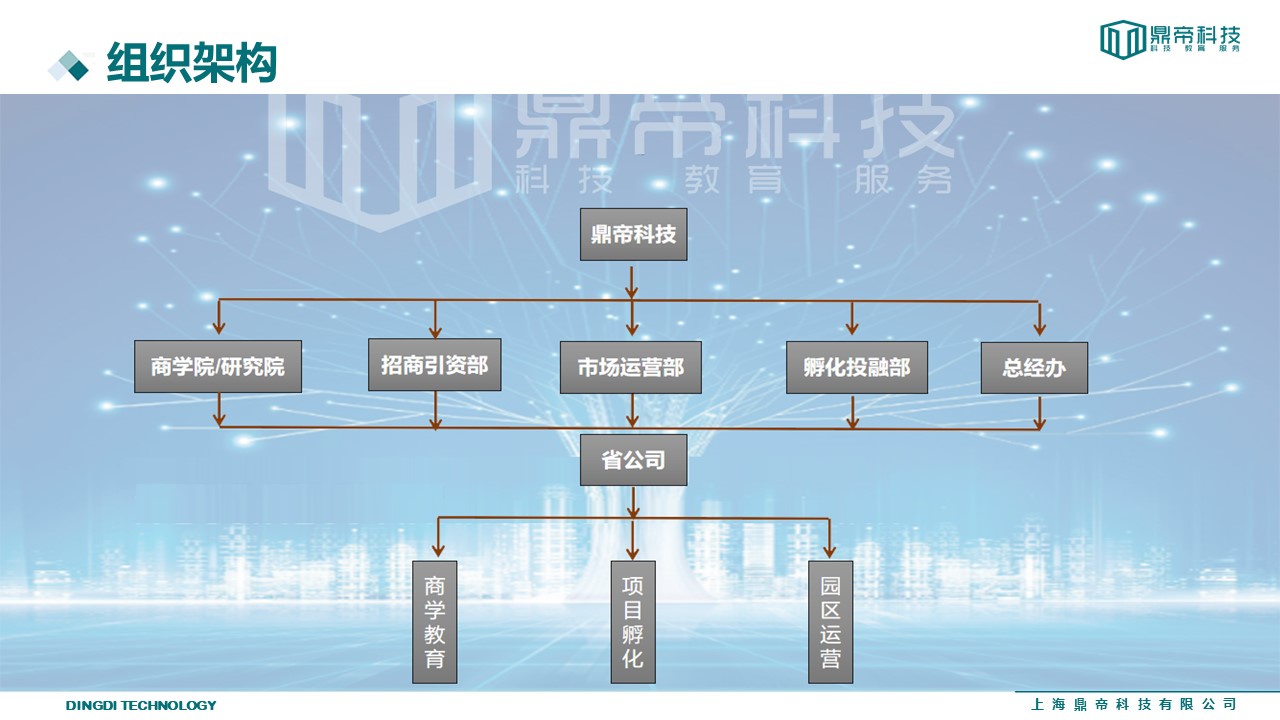 组织架构
鼎帝科技
科技 教育 服务
鼎帝科技
科技 教育 服务
鼎帝科技
商学院/研究院
招商引资部
市场运营部
孵化投融部
总经办
省公司
商学教育
项目孵化
园区运营
DINGDI TECHNOLOGY
上海鼎帝科技有限公司